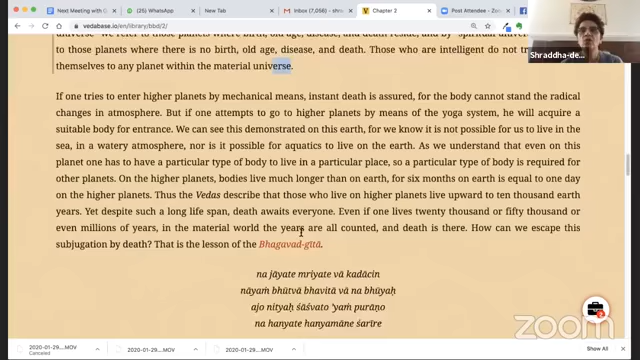 Next Meeting with C
(2) WhatsApp
New Tab
Inbox (7,056) - shra
Chapter 2
Post Attendee - Zoom
vedabase.io/en/library/bbd/2/
Shraddha-de...
to those planets where there is no birth, old age, disease, and death. Those who are intelligent do not
themselves to any planet within the material universe.
If one tries to enter higher planets by mechanical means, instant death is assured, for the body cannot stand the radical
changes in atmosphere. But if one attempts to go to higher planets by means of the yoga system, he will acquire a
suitable body for entrance. We can see this demonstrated on this earth, for we know it is not possible for us to live in the
sea, in a watery atmosphere, nor is it possible for aquatics to live on the earth. As we understand that even on this
planet one has to have a particular type of body to live in a particular place, so a particular type of body is required for
other planets. On the higher planets, bodies live much longer than on earth, for six months on earth is equal to one day
on the higher planets. Thus the Vedas describe that those who live on higher planets live upward to ten thousand earth
years. Yet despite such a long life span, death awaits everyone. Even if one lives twenty thousand or fifty thousand or
even millions of years, in the material world the years are all counted, and death is there. How can we escape this
subjugation by death? That is the lesson of the Bhagavad-gītā.
na jāyate mriyate vā kadācin
nāyaṁ bhūtvā bhavitā vā na bhūyaḥ
ajo nityaḥ śāśvato 'yaṁ purāṇo
na hanyate hanyamāne śarīre
zoom
2020-01-29....MOV
Canceled
2020-01-29....MOV
2020-01-29....MOV
Show All